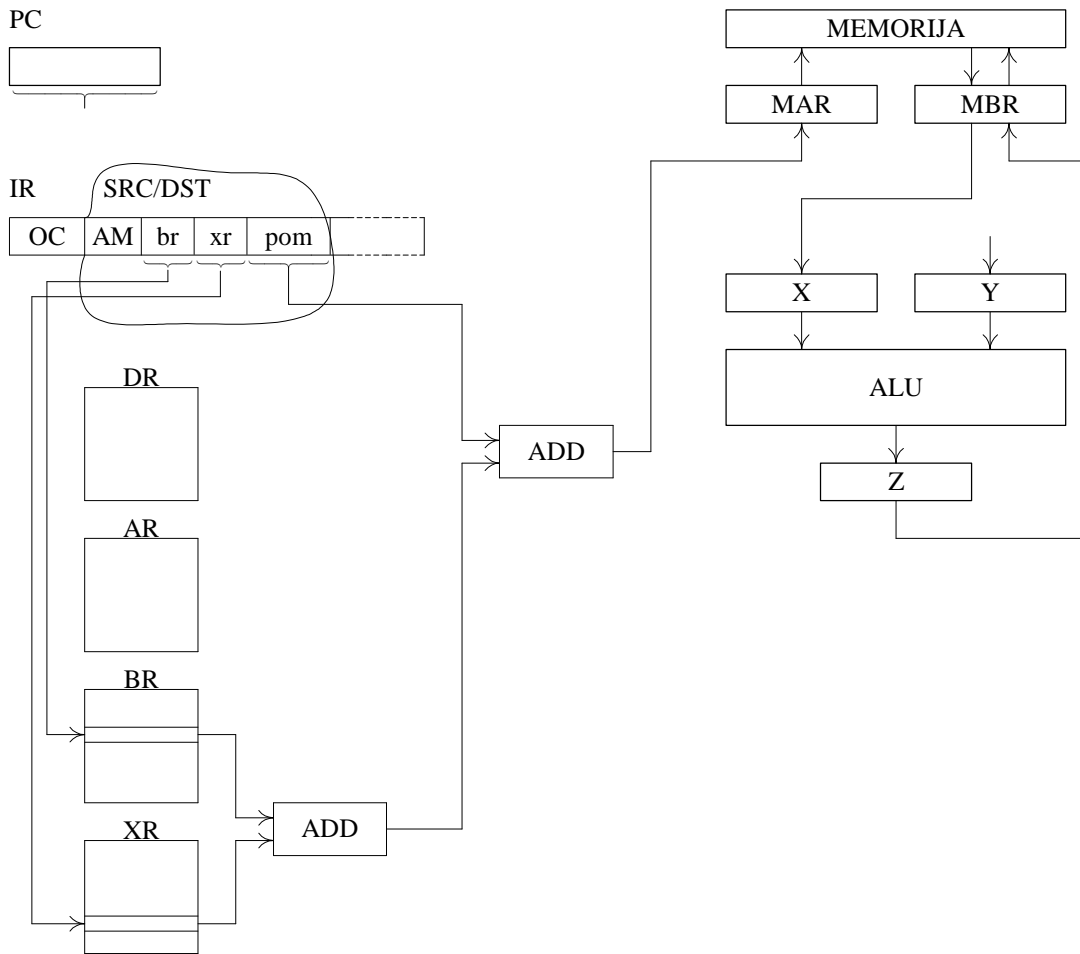 PC
MEMORIJA
MAR
MBR
IR
SRC/DST
OC AM br xr pom
X
Y
DR
ALU
ADD
Z
AR
BR
XR
ADD